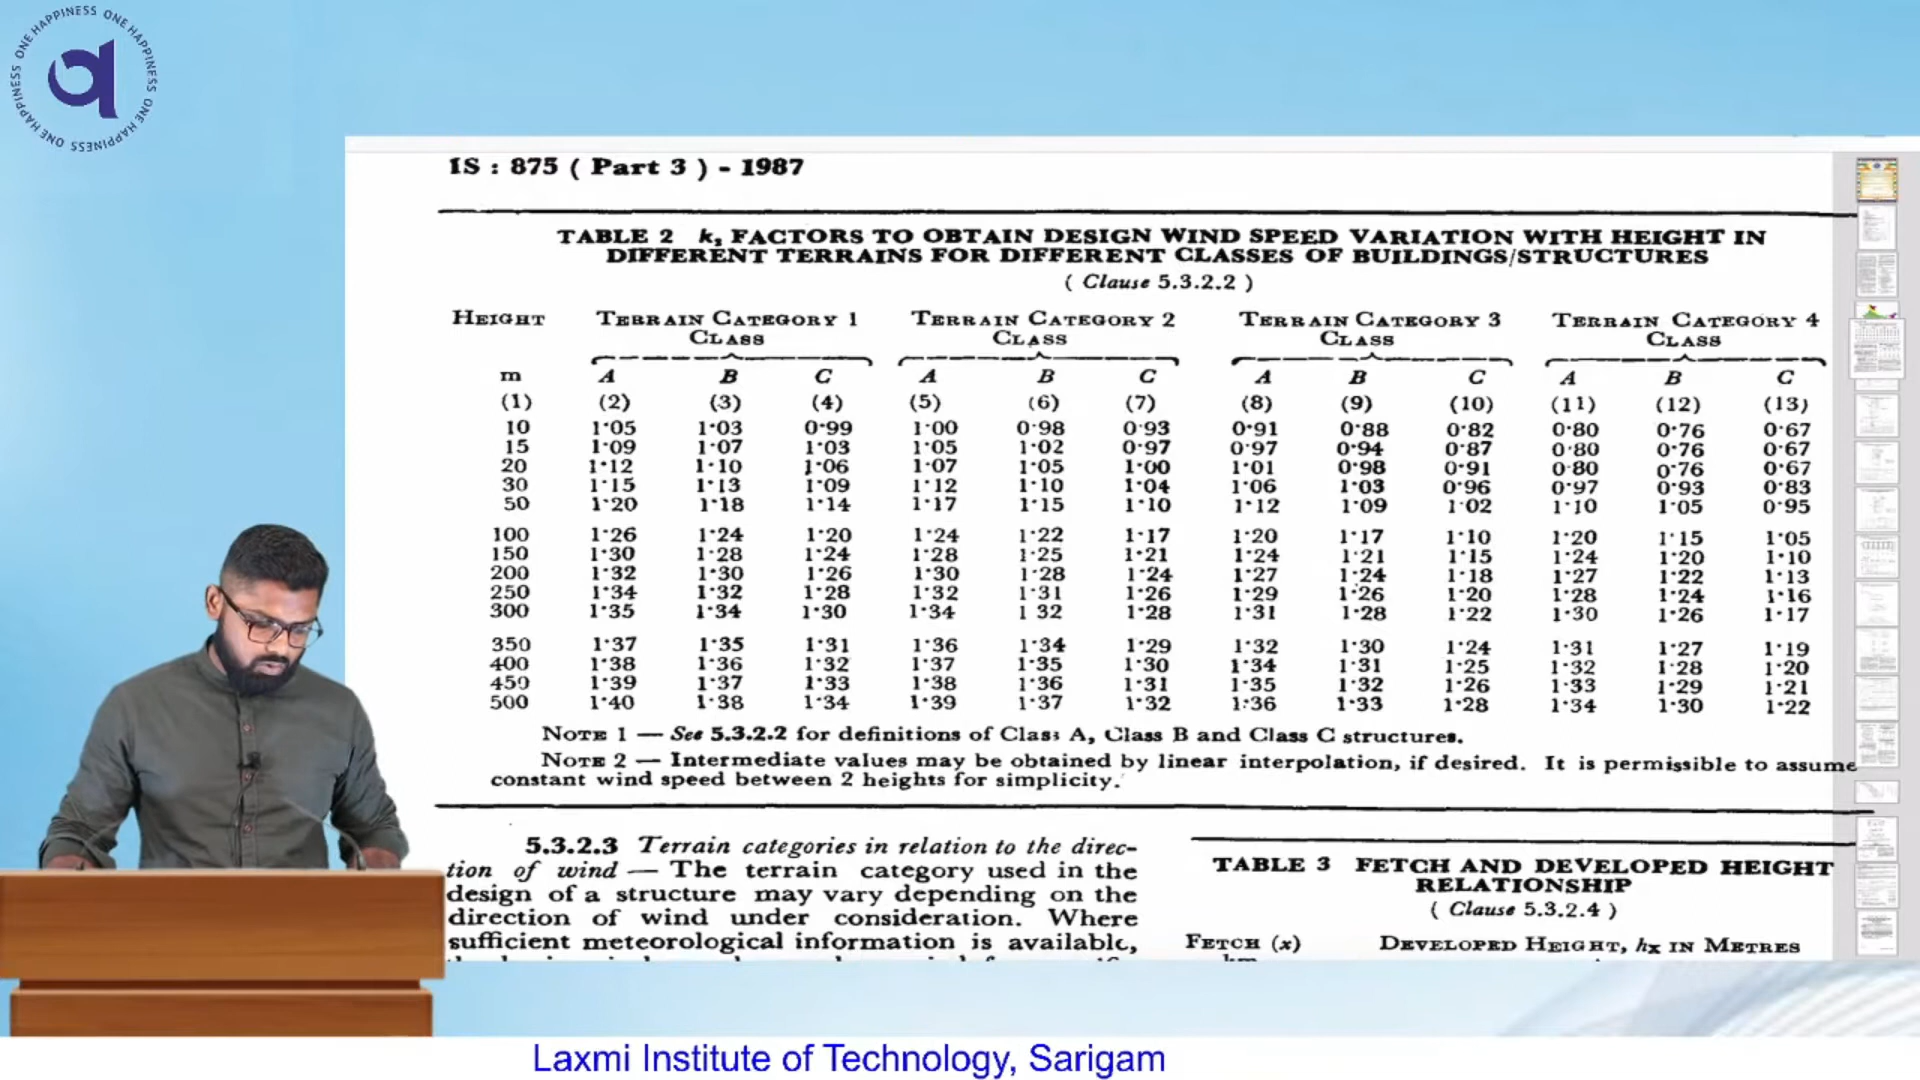 ONE HAPPINESS ONE HAPPINESS ONE HAPPINESS ONE HAPPINESS
IS : 875 ( Part 3 ) - 1987
TABLE 2 k₂ FACTORS TO OBTAIN DESIGN WIND SPEED VARIATION WITH HEIGHT IN
DIFFERENT TERRAINS FOR DIFFERENT CLASSES OF BUILDINGS/STRUCTURES
( Clause 5.3.2.2 )
HEIGHT TERRAIN CATEGORY 1 TERRAIN CATEGORY 2 TERRAIN CATEGORY 3 TERRAIN CATEGORY 4
CLASS CLASS CLASS CLASS
m A B C A B C A B C A B C
(1) (2) (3) (4) (5) (6) (7) (8) (9) (10) (11) (12) (13)
10 1·05 1·03 0·99 1·00 0·98 0·93 0·91 0·88 0·82 0·80 0·76 0·67
15 1·09 1·07 1·03 1·05 1·02 0·97 0·97 0·94 0·87 0·80 0·76 0·67
20 1·12 1·10 1·06 1·07 1·05 1·00 1·01 0·98 0·91 0·80 0·76 0·67
30 1·15 1·13 1·09 1·12 1·10 1·04 1·06 1·03 0·96 0·97 0·93 0·83
50 1·20 1·18 1·14 1·17 1·15 1·10 1·12 1·09 1·02 1·10 1·05 0·95
100 1·26 1·24 1·20 1·24 1·22 1·17 1·20 1·17 1·10 1·20 1·15 1·05
150 1·30 1·28 1·24 1·28 1·25 1·21 1·24 1·21 1·15 1·24 1·20 1·10
200 1·32 1·30 1·26 1·30 1·28 1·24 1·27 1·24 1·18 1·27 1·22 1·13
250 1·34 1·32 1·28 1·32 1·31 1·26 1·29 1·26 1·20 1·28 1·24 1·16
300 1·35 1·34 1·30 1·34 1 32 1·28 1·31 1·28 1·22 1·30 1·26 1·17
350 1·37 1·35 1·31 1·36 1·34 1·29 1·32 1·30 1·24 1·31 1·27 1·19
400 1·38 1·36 1·32 1·37 1·35 1·30 1·34 1·31 1·25 1·32 1·28 1·20
450 1·39 1·37 1·33 1·38 1·36 1·31 1·35 1·32 1·26 1·33 1·29 1·21
500 1·40 1·38 1·34 1·39 1·37 1·32 1·36 1·33 1·28 1·34 1·30 1·22
NOTE 1 — See 5.3.2.2 for definitions of Class A, Class B and Class C structures.
NOTE 2 — Intermediate values may be obtained by linear interpolation, if desired. It is permissible to assume
constant wind speed between 2 heights for simplicity.
5.3.2.3 Terrain categories in relation to the direc-
tion of wind — The terrain category used in the
design of a structure may vary depending on the
direction of wind under consideration. Where
sufficient meteorological information is available,
TABLE 3 FETCH AND DEVELOPED HEIGHT
RELATIONSHIP
( Clause 5.3.2.4 )
FETCH (x) DEVELOPED HEIGHT, hx IN METRES
km
Laxmi Institute of Technology, Sarigam